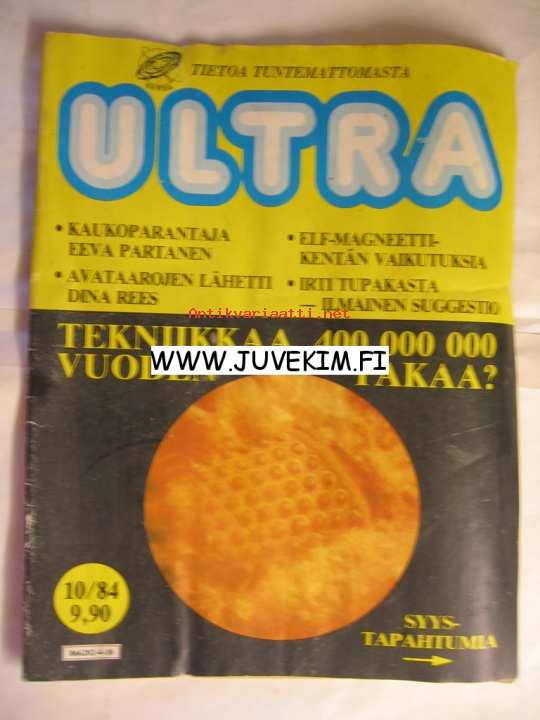 TIETOA TUNTEMATTOMASTA
ULTRA
• KAUKOPARANTAJA
EEVA PARTANEN
• AVATAAROJEN LÄHETTI
DINA REES
• ELF-MAGNEETTI-
KENTÄN VAIKUTUKSIA
• IRTI TUPAKASTA
— ILMAINEN SUGGESTIO
Antikvariaatti.net
TEKNIIKKAA 400 000 000
WWW.JUVEKIM.FI
VUODEN TAKAA?
10/84
9,90
SYYS-
TAPAHTUMIA